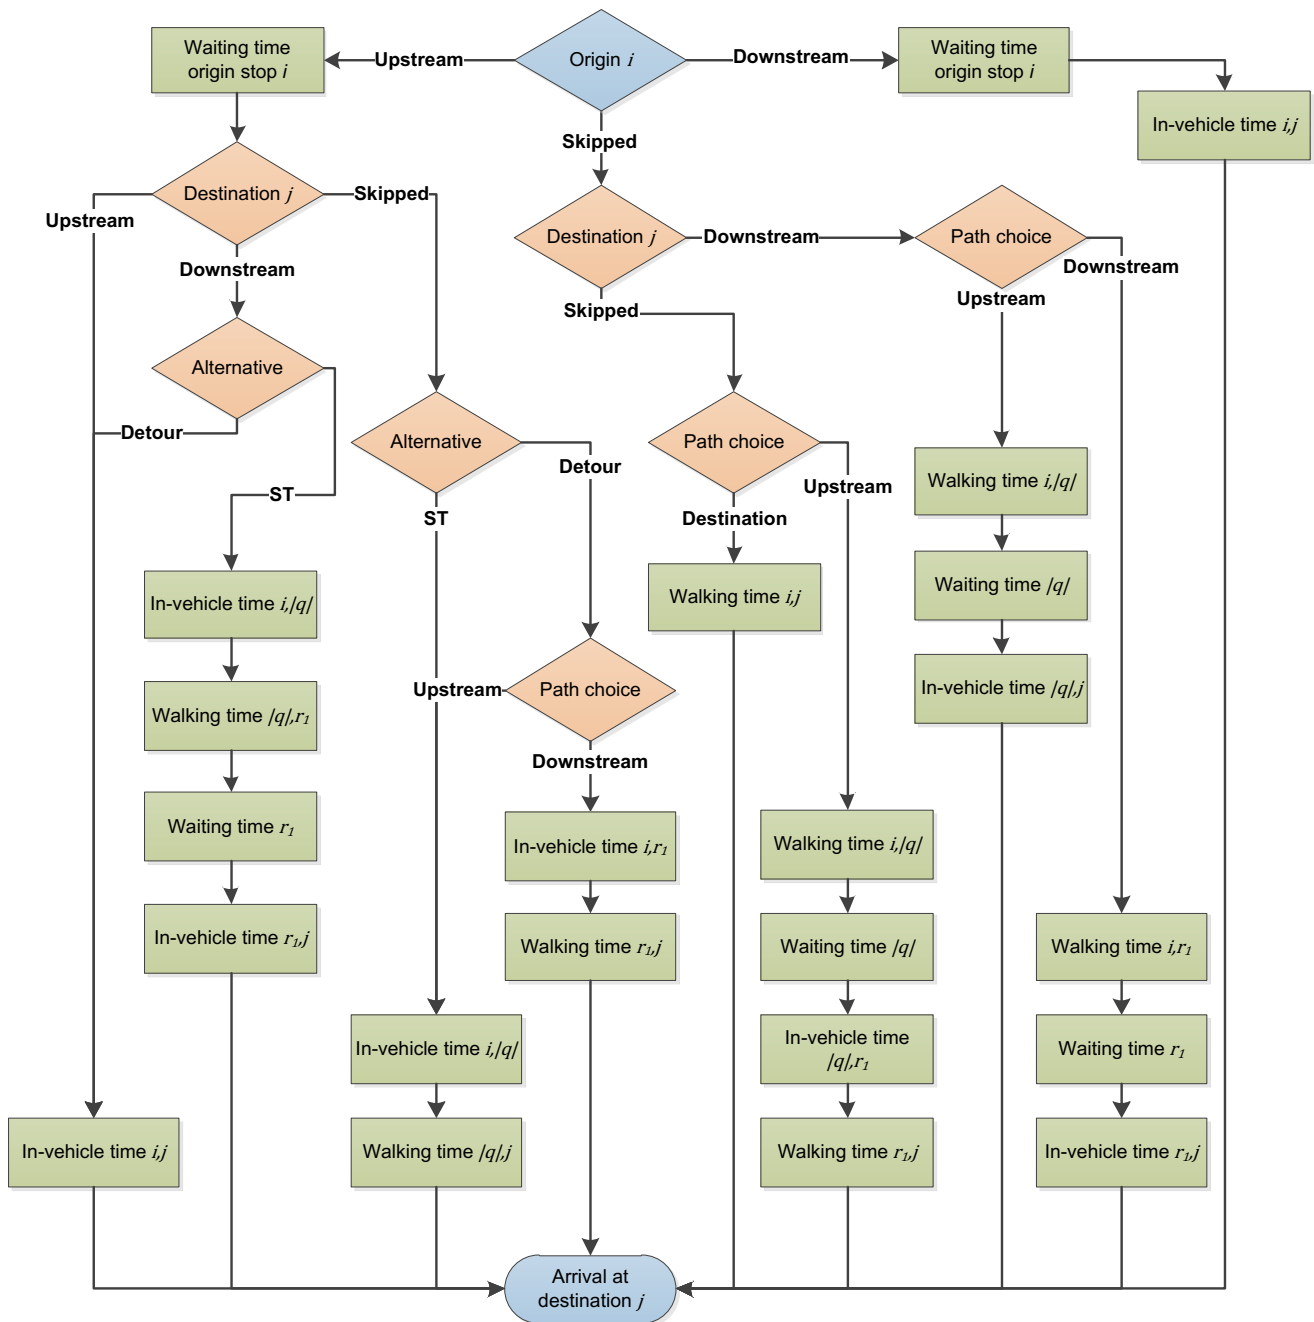 Waiting time
origin stop i
Upstream
Origin i
Downstream
Waiting time
origin stop i
In-vehicle time i,j
Skipped
Destination j
Skipped
Upstream
Destination j
Downstream
Path choice
Downstream
Downstream
Upstream
Skipped
Alternative
Detour
Alternative
Path choice
Detour
Upstream
Walking time i,|q|
ST
ST
Destination
In-vehicle time i,|q|
Walking time i,j
Waiting time |q|
Walking time |q|,r1
Upstream
Path choice
In-vehicle time |q|,j
Downstream
Waiting time r1
In-vehicle time i,r1
Walking time i,|q|
In-vehicle time r1,j
Walking time r1,j
Waiting time |q|
Walking time i,r1
In-vehicle time i,|q|
In-vehicle time
|q|,r1
Waiting time r1
In-vehicle time i,j
Walking time |q|,j
Walking time r1,j
In-vehicle time r1,j
Arrival at
destination j